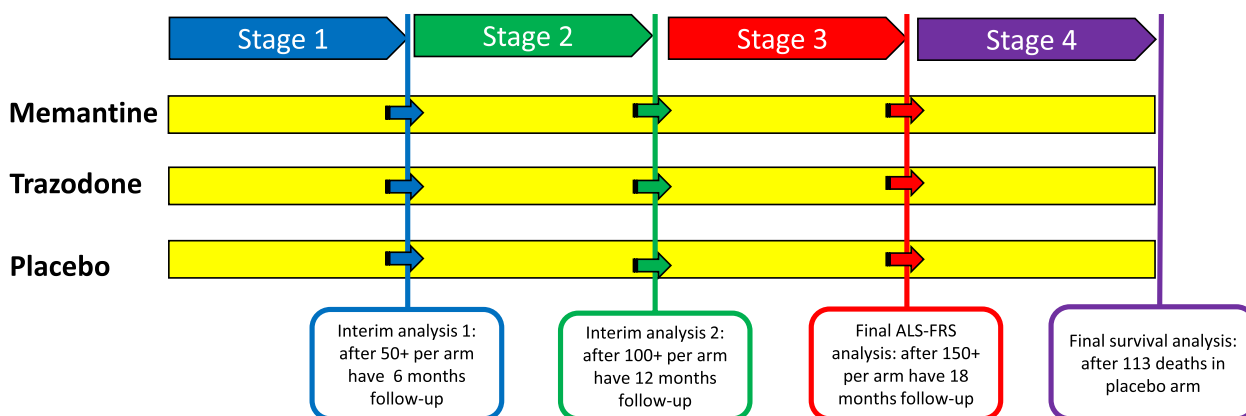 Stage 1
Stage 2
Stage 3
Stage 4
Memantine
Trazodone
Placebo
Interim analysis 1:
after 50+ per arm
have 6 months
follow-up
Interim analysis 2:
after 100+ per arm
have 12 months
follow-up
Final ALS-FRS
analysis: after 150+
per arm have 18
months follow-up
Final survival analysis:
after 113 deaths in
placebo arm